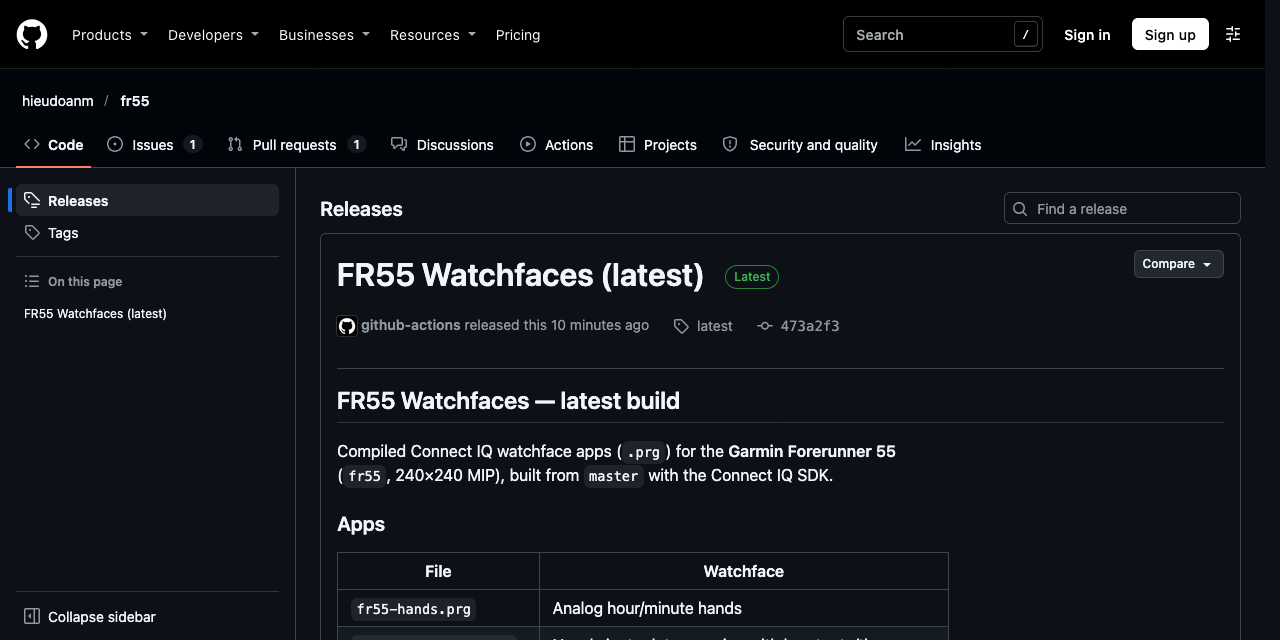 Products Developers Businesses Resources Pricing Search / Sign in Sign up
hieudoanm / fr55
Code Issues 1 Pull requests 1 Discussions Actions Projects Security and quality Insights
Releases
Tags
On this page
FR55 Watchfaces (latest)
Collapse sidebar
Releases Find a release
FR55 Watchfaces (latest) Latest Compare
github-actions released this 10 minutes ago latest 473a2f3
FR55 Watchfaces — latest build
Compiled Connect IQ watchface apps ( .prg ) for the Garmin Forerunner 55
( fr55 , 240×240 MIP), built from master with the Connect IQ SDK.
Apps
File Watchface
fr55-hands.prg Analog hour/minute hands